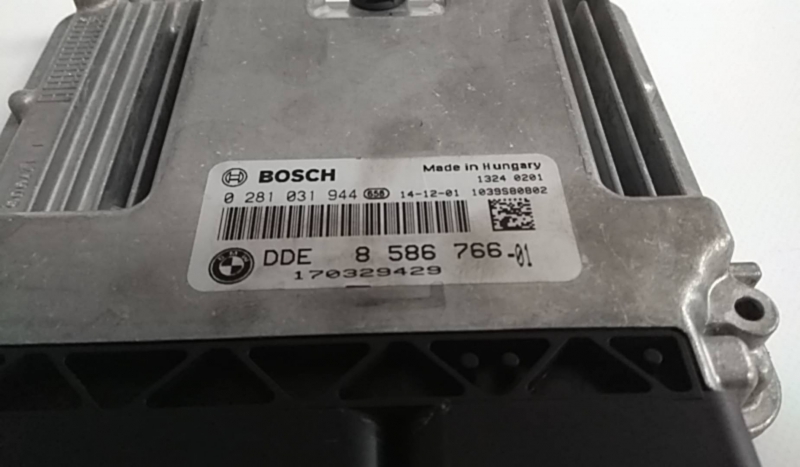 BOSCH Made in Hungary
1324 0201
0 281 031 944 14-12-01 1039S80802
DDE 8 586 766-01
170329429